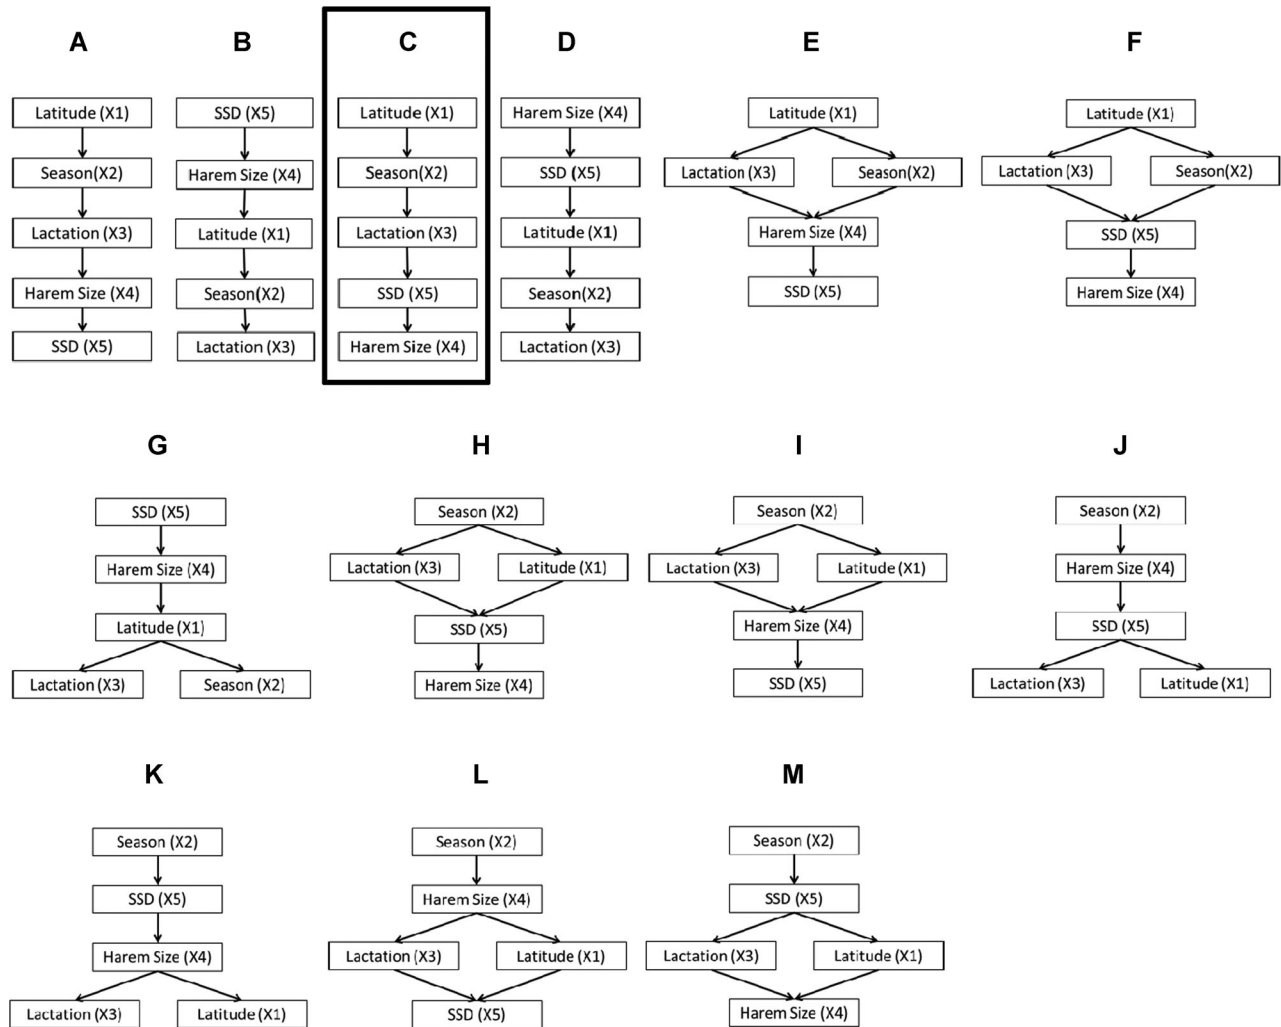 A
B
C
D
E
F
Latitude (X1)
SSD (X5)
Latitude (X1)
Harem Size (X4)
Latitude (X1)
Latitude (X1)
Season(X2)
Harem Size (X4)
Season(X2)
SSD (X5)
Lactation (X3)
Season(X2)
Lactation (X3)
Season(X2)
Lactation (X3)
Latitude (X1)
Lactation (X3)
Latitude (X1)
Harem Size (X4)
SSD (X5)
Harem Size (X4)
Season(X2)
SSD (X5)
Season(X2)
SSD (X5)
Harem Size (X4)
SSD (X5)
Lactation (X3)
Harem Size (X4)
Lactation (X3)
G
H
I
J
SSD (X5)
Season (X2)
Season (X2)
Season (X2)
Harem Size (X4)
Lactation (X3)
Latitude (X1)
Lactation (X3)
Latitude (X1)
Harem Size (X4)
Latitude (X1)
SSD (X5)
Harem Size (X4)
SSD (X5)
Lactation (X3)
Season (X2)
Harem Size (X4)
SSD (X5)
Lactation (X3)
Latitude (X1)
K
L
M
Season (X2)
Season (X2)
Season (X2)
SSD (X5)
Harem Size (X4)
SSD (X5)
Harem Size (X4)
Lactation (X3)
Latitude (X1)
Lactation (X3)
Latitude (X1)
Lactation (X3)
Latitude (X1)
SSD (X5)
Harem Size (X4)